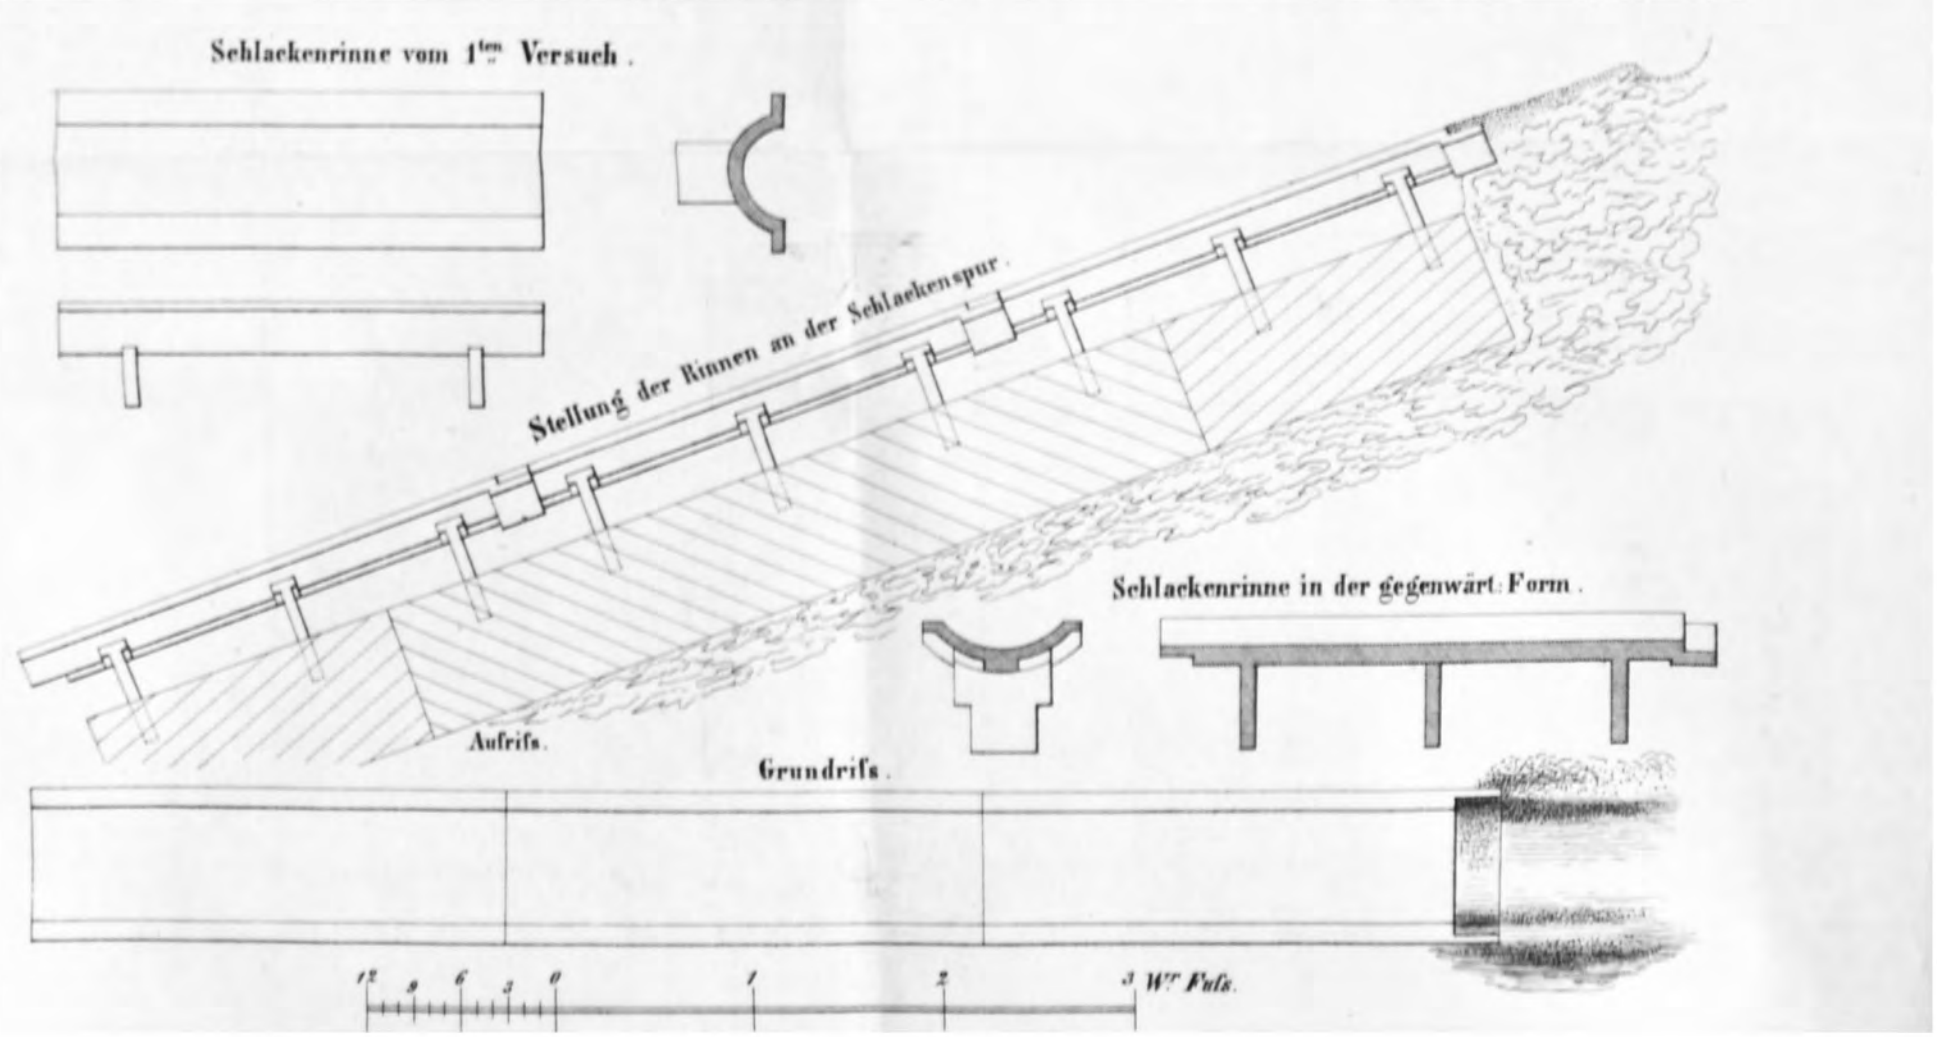 Schlackenrinne vom 1ten Versuch.
Stellung der Rinnen an der Schlackenspur.
Schlackenrinne in der gegenwärt: Form.
Aufriſs.
Grundriſs.
12 9 6 3 0 1 2 3 Wr Fuſs.